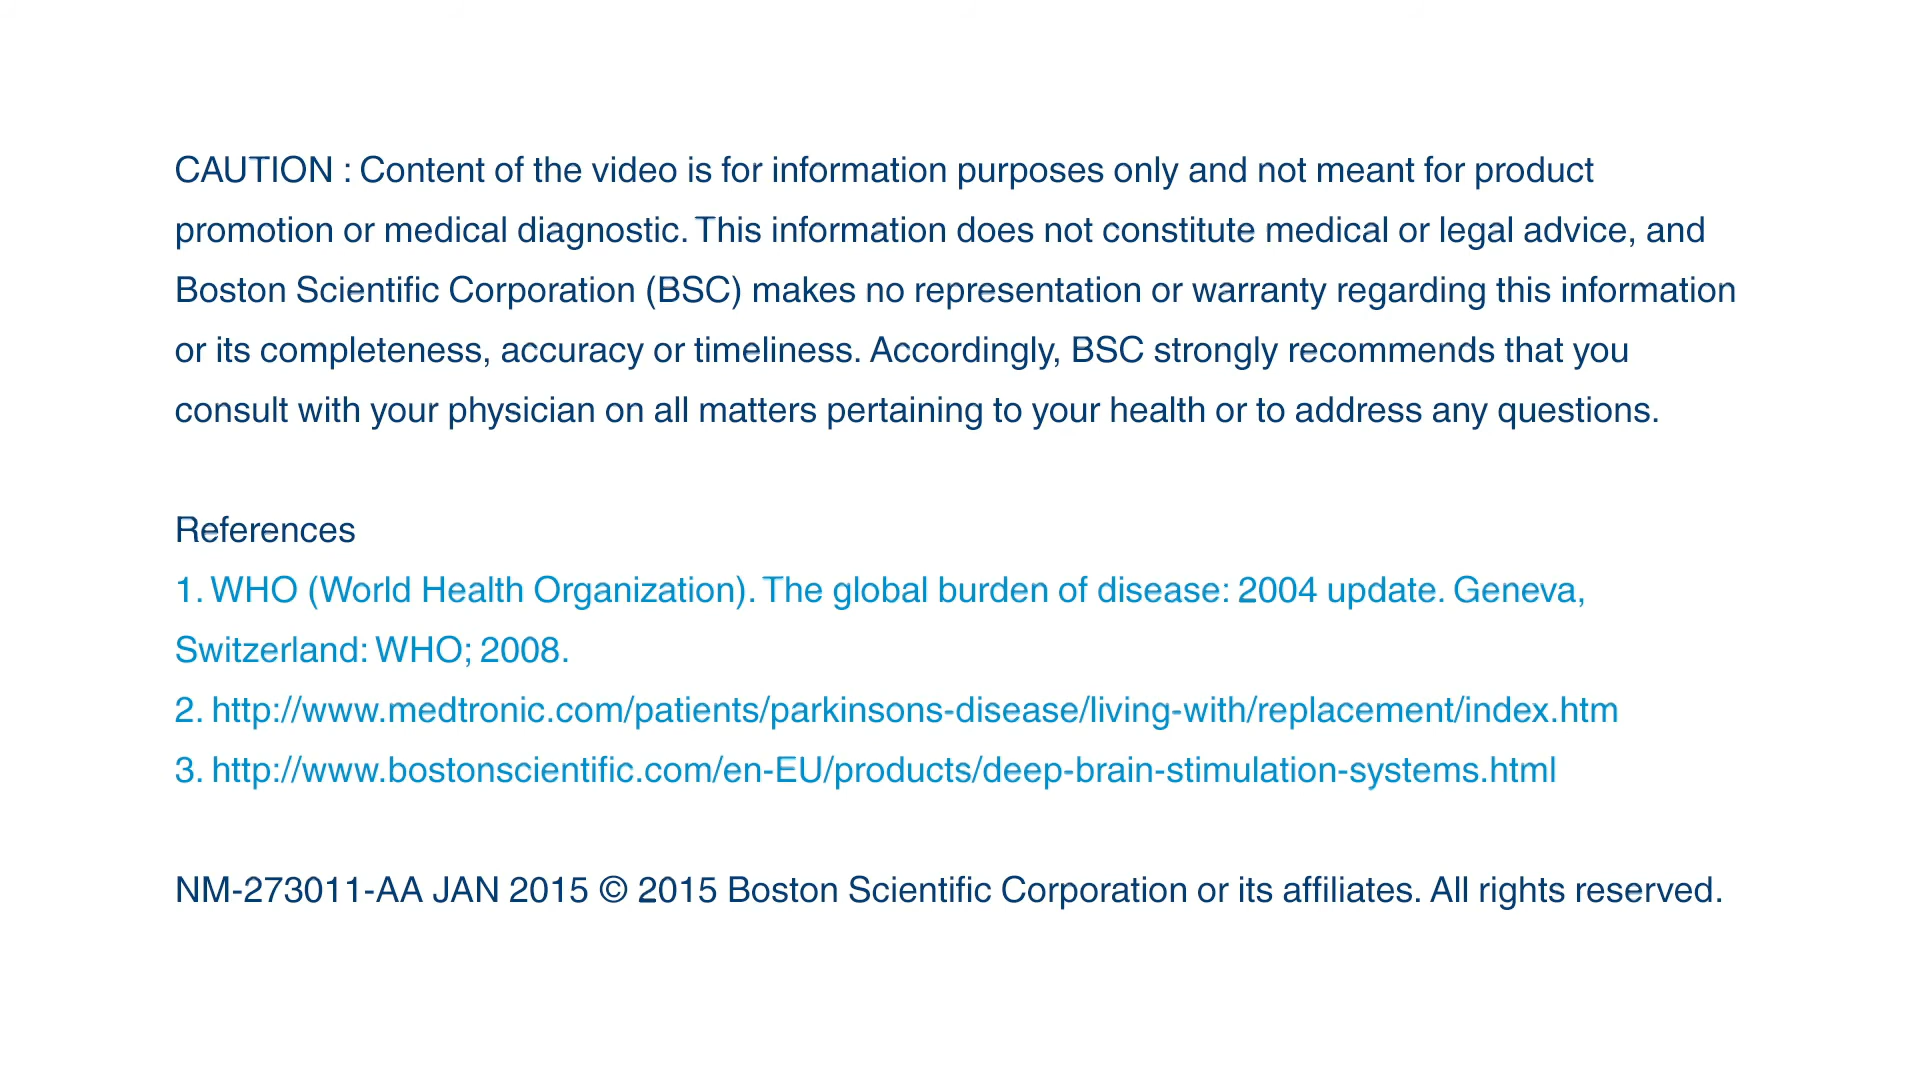 CAUTION : Content of the video is for information purposes only and not meant for product
promotion or medical diagnostic. This information does not constitute medical or legal advice, and
Boston Scientific Corporation (BSC) makes no representation or warranty regarding this information
or its completeness, accuracy or timeliness. Accordingly, BSC strongly recommends that you
consult with your physician on all matters pertaining to your health or to address any questions.
References
1. WHO (World Health Organization). The global burden of disease: 2004 update. Geneva,
Switzerland: WHO; 2008.
2. http://www.medtronic.com/patients/parkinsons-disease/living-with/replacement/index.htm
3. http://www.bostonscientific.com/en-EU/products/deep-brain-stimulation-systems.html
NM-273011-AA JAN 2015 © 2015 Boston Scientific Corporation or its affiliates. All rights reserved.